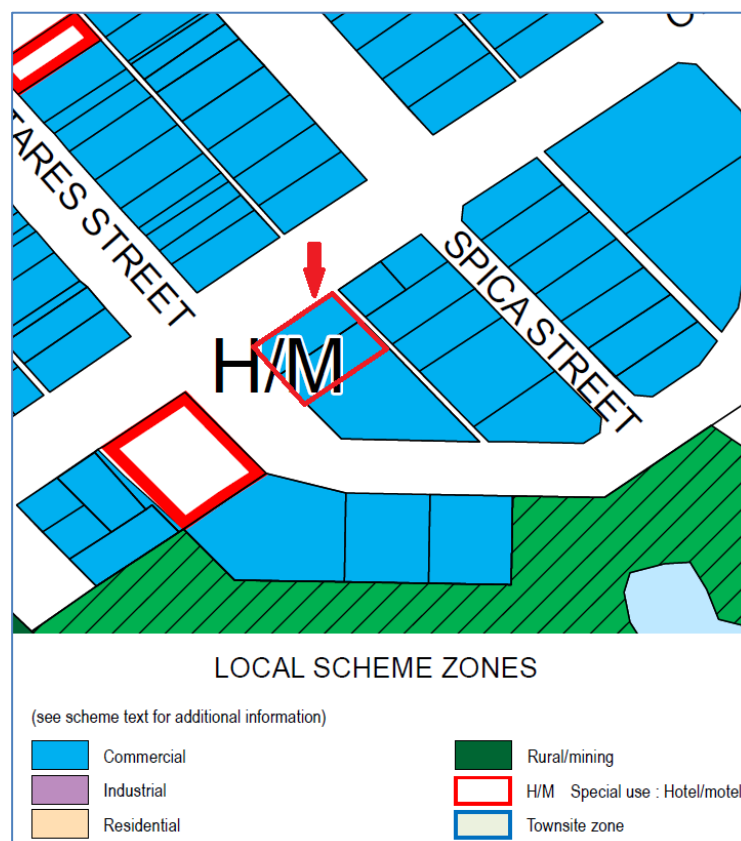 TARES STREET
SPICA STREET
H/M
LOCAL SCHEME ZONES
(see scheme text for additional information)
Commercial
Industrial
Residential
Rural/mining
H/M Special use : Hotel/motel
Townsite zone